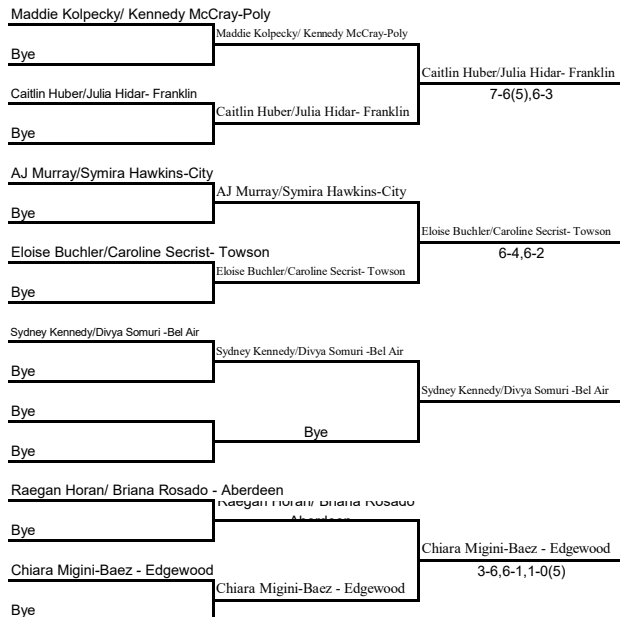 Maddie Kolpecky/ Kennedy McCray-Poly
Maddie Kolpecky/ Kennedy McCray-Poly
Bye
Caitlin Huber/Julia Hidar- Franklin
7-6(5),6-3
Caitlin Huber/Julia Hidar- Franklin
Caitlin Huber/Julia Hidar- Franklin
Bye
AJ Murray/Symira Hawkins-City
AJ Murray/Symira Hawkins-City
Bye
Eloise Buchler/Caroline Secrist- Towson
6-4,6-2
Eloise Buchler/Caroline Secrist- Towson
Eloise Buchler/Caroline Secrist- Towson
Bye
Sydney Kennedy/Divya Somuri -Bel Air
Sydney Kennedy/Divya Somuri -Bel Air
Bye
Sydney Kennedy/Divya Somuri -Bel Air
Bye
Bye
Bye
Raegan Horan/ Briana Rosado - Aberdeen
Raegan Horan/ Briana Rosado
Aberdeen
Bye
Chiara Migini-Baez - Edgewood
3-6,6-1,1-0(5)
Chiara Migini-Baez - Edgewood
Chiara Migini-Baez - Edgewood
Bye